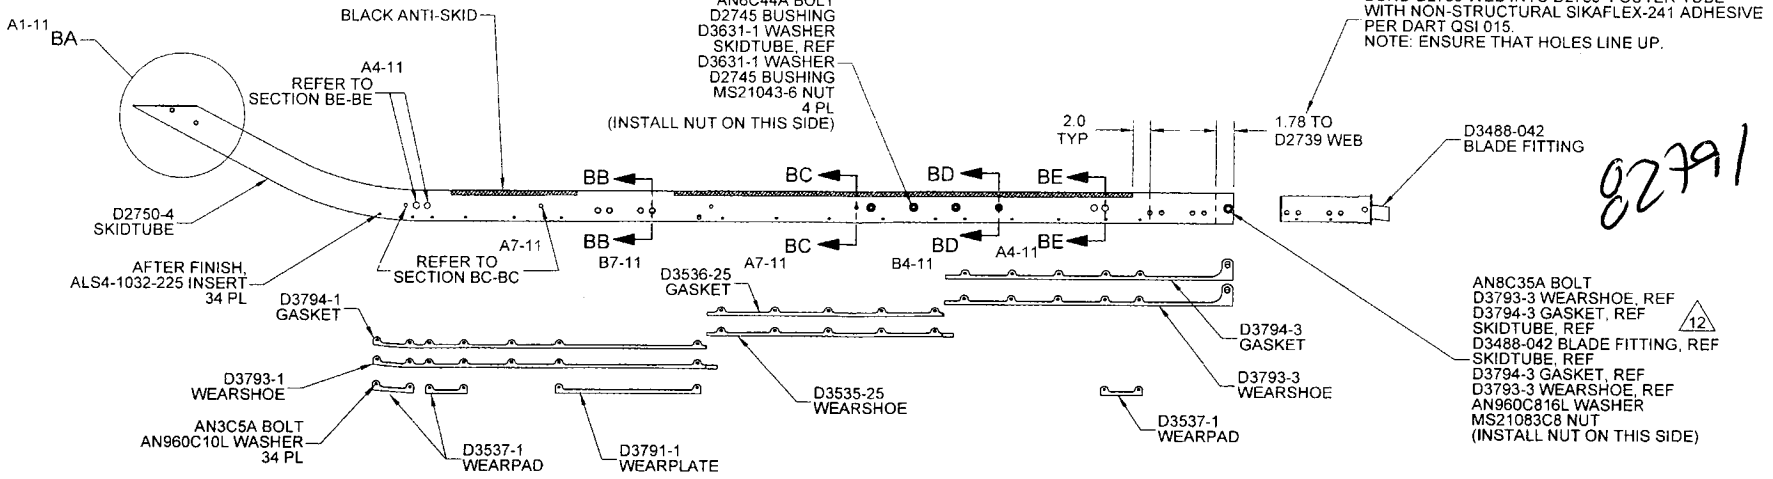 A1-11
BA
BLACK ANTI-SKID
A4-11
REFER TO
SECTION BE-BE
AN8C44A BOLT
D2745 BUSHING
D3631-1 WASHER
SKIDTUBE, REF
D3631-1 WASHER
D2745 BUSHING
MS21043-6 NUT
4 PL
(INSTALL NUT ON THIS SIDE)
WITH NON-STRUCTURAL SIKAFLEX-241 ADHESIVE
PER DART QSI 015.
NOTE: ENSURE THAT HOLES LINE UP.
2.0
TYP
1.78 TO
D2739 WEB
D3488-042
BLADE FITTING
82791
BB
BC
BD
BE
D2750-4
SKIDTUBE
AFTER FINISH,
ALS4-1032-225 INSERT
34 PL
A7-11
REFER TO
SECTION BC-BC
BB
B7-11
BC
A7-11
BD
B4-11
BE
A4-11
D3536-25
GASKET
D3794-1
GASKET
D3793-1
WEARSHOE
AN3C5A BOLT
AN960C10L WASHER
34 PL
D3537-1
WEARPAD
D3791-1
WEARPLATE
D3535-25
WEARSHOE
D3794-3
GASKET
D3793-3
WEARSHOE
D3537-1
WEARPAD
AN8C35A BOLT
D3793-3 WEARSHOE, REF
D3794-3 GASKET, REF
SKIDTUBE, REF
D3488-042 BLADE FITTING, REF
SKIDTUBE, REF
D3794-3 GASKET, REF
D3793-3 WEARSHOE, REF
AN960C816L WASHER
MS21083C8 NUT
(INSTALL NUT ON THIS SIDE)
12